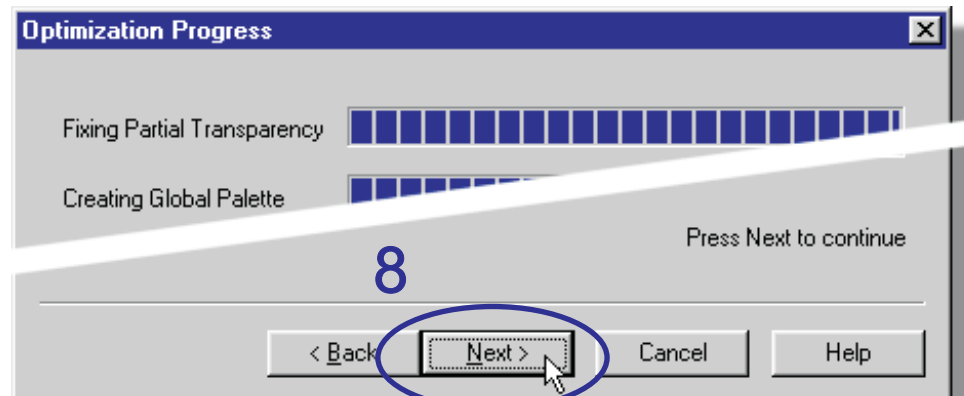 Optimization Progress
Fixing Partial Transparency
Creating Global Palette
Press Next to continue
8
< Back
Next >
Cancel
Help